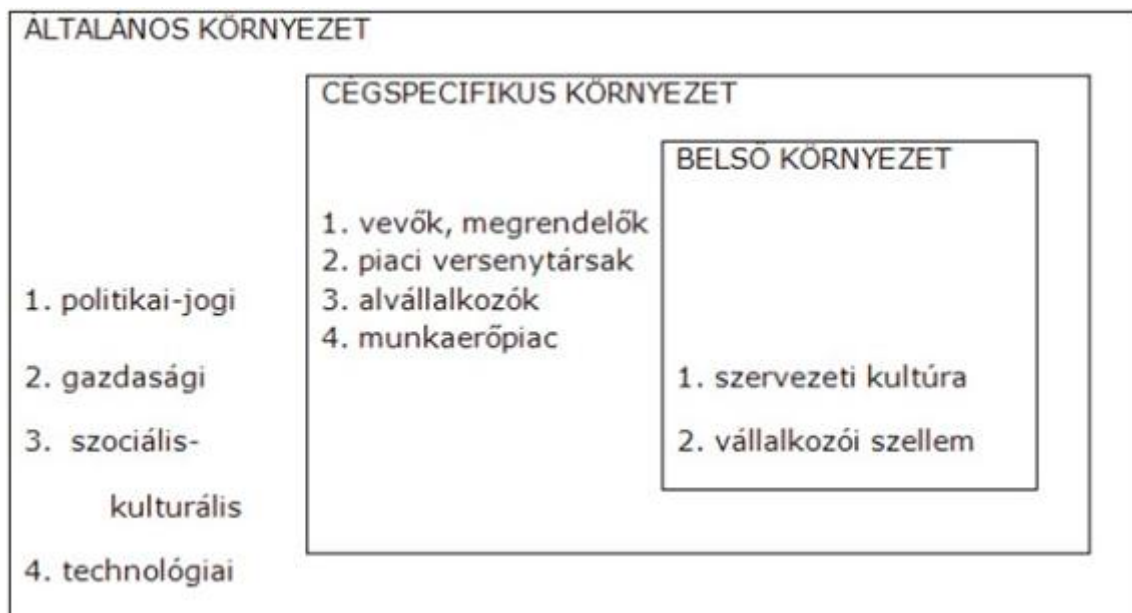 ÁLTALÁNOS KÖRNYEZET
1. politikai-jogi
2. gazdasági
3. szociális-
kulturális
4. technológiai
CÉGSPECIFIKUS KÖRNYEZET
1. vevők, megrendelők
2. piaci versenytársak
3. alvállalkozók
4. munkaerőpiac
BELSŐ KÖRNYEZET
1. szervezeti kultúra
2. vállalkozói szellem